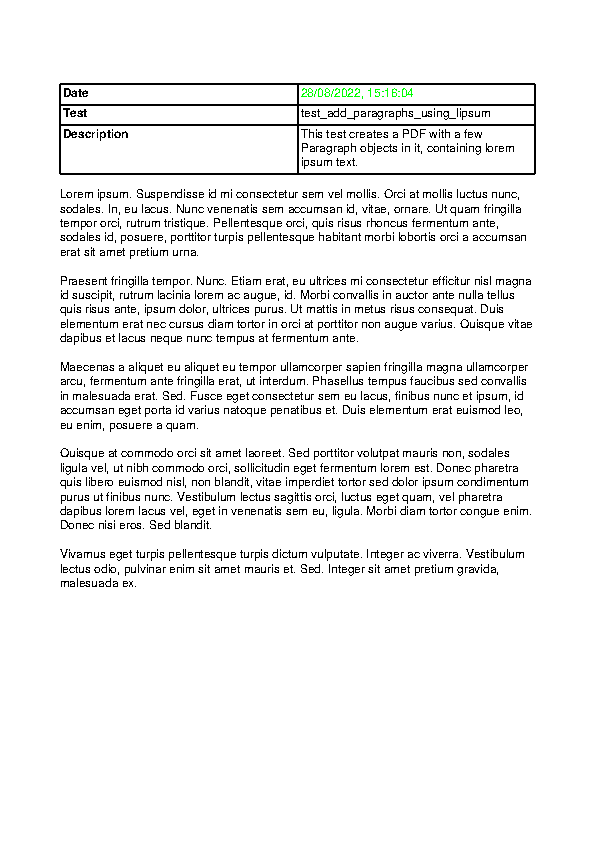 Date 28/08/2022, 15:16:04
Test test_add_paragraphs_using_lipsum
Description This test creates a PDF with a few
Paragraph objects in it, containing lorem
ipsum text.
Lorem ipsum. Suspendisse id mi consectetur sem vel mollis. Orci at mollis luctus nunc,
sodales. In, eu lacus. Nunc venenatis sem accumsan id, vitae, ornare. Ut quam fringilla
tempor orci, rutrum tristique. Pellentesque orci, quis risus rhoncus fermentum ante,
sodales id, posuere, porttitor turpis pellentesque habitant morbi lobortis orci a accumsan
erat sit amet pretium urna.
Praesent fringilla tempor. Nunc. Etiam erat, eu ultrices mi consectetur efficitur nisl magna
id suscipit, rutrum lacinia lorem ac augue, id. Morbi convallis in auctor ante nulla tellus
quis risus ante, ipsum dolor, ultrices purus. Ut mattis in metus risus consequat. Duis
elementum erat nec cursus diam tortor in orci at porttitor non augue varius. Quisque vitae
dapibus et lacus neque nunc tempus at fermentum ante.
Maecenas a aliquet eu aliquet eu tempor ullamcorper sapien fringilla magna ullamcorper
arcu, fermentum ante fringilla erat, ut interdum. Phasellus tempus faucibus sed convallis
in malesuada erat. Sed. Fusce eget consectetur sem eu lacus, finibus nunc et ipsum, id
accumsan eget porta id varius natoque penatibus et. Duis elementum erat euismod leo,
eu enim, posuere a quam.
Quisque at commodo orci sit amet laoreet. Sed porttitor volutpat mauris non, sodales
ligula vel, ut nibh commodo orci, sollicitudin eget fermentum lorem est. Donec pharetra
quis libero euismod nisl, non blandit, vitae imperdiet tortor sed dolor ipsum condimentum
purus ut finibus nunc. Vestibulum lectus sagittis orci, luctus eget quam, vel pharetra
dapibus lorem lacus vel, eget in venenatis sem eu, ligula. Morbi diam tortor congue enim.
Donec nisi eros. Sed blandit.
Vivamus eget turpis pellentesque turpis dictum vulputate. Integer ac viverra. Vestibulum
lectus odio, pulvinar enim sit amet mauris et. Sed. Integer sit amet pretium gravida,
malesuada ex.